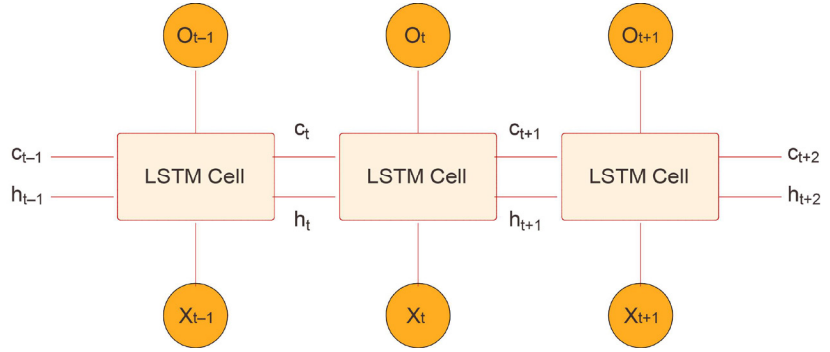 Ot–1 Ot Ot+1
ct ct+1
ct–1 LSTM Cell LSTM Cell LSTM Cell ct+2
ht–1 ht+2
ht ht+1
Xt–1 Xt Xt+1